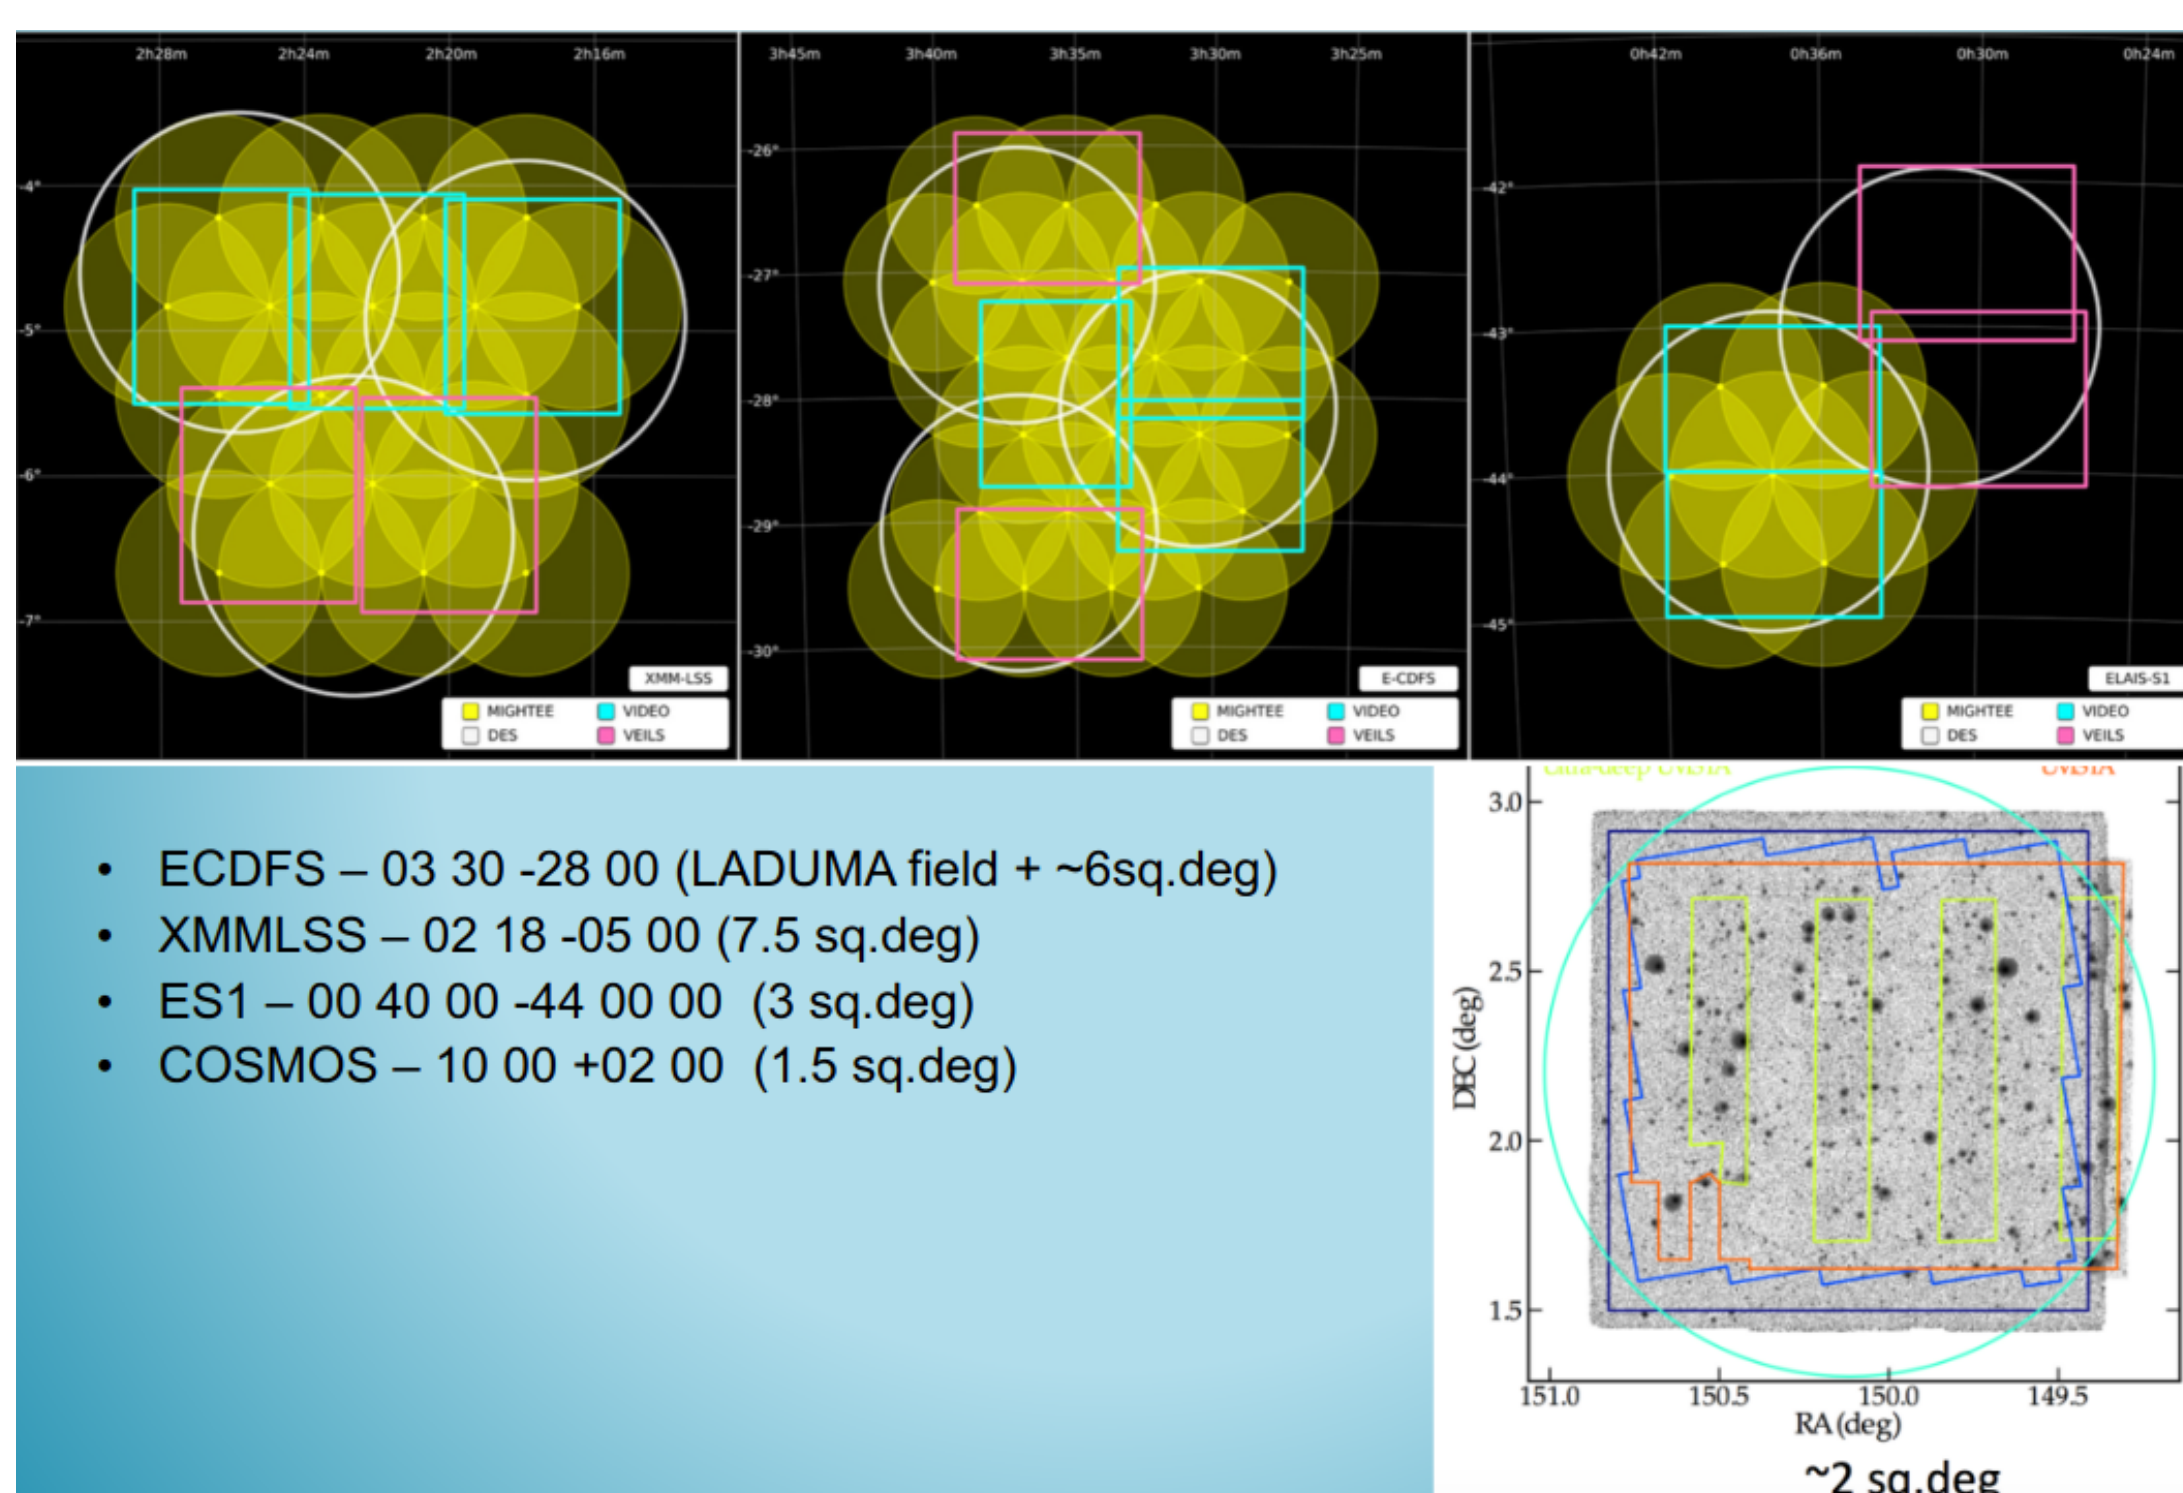 2h28m 2h24m 2h20m 2h16m
-4°
-5°
-6°
-7°
XMM-LSS
MIGHTEE VIDEO
DES VEILS
3h45m 3h40m 3h35m 3h30m 3h25m
-26°
-27°
-28°
-29°
-30°
E-CDFS
MIGHTEE VIDEO
DES VEILS
0h42m 0h36m 0h30m 0h24m
-42°
-43°
-44°
-45°
ELAIS-S1
MIGHTEE VIDEO
DES VEILS
• ECDFS – 03 30 -28 00 (LADUMA field + ~6sq.deg)
• XMMLSS – 02 18 -05 00 (7.5 sq.deg)
• ES1 – 00 40 00 -44 00 00 (3 sq.deg)
• COSMOS – 10 00 +02 00 (1.5 sq.deg)
Ultra-deep UVISTA UVISTA
3.0
2.5
2.0
1.5
DEC (deg)
151.0 150.5 150.0 149.5
RA (deg)
~2 sq.deg